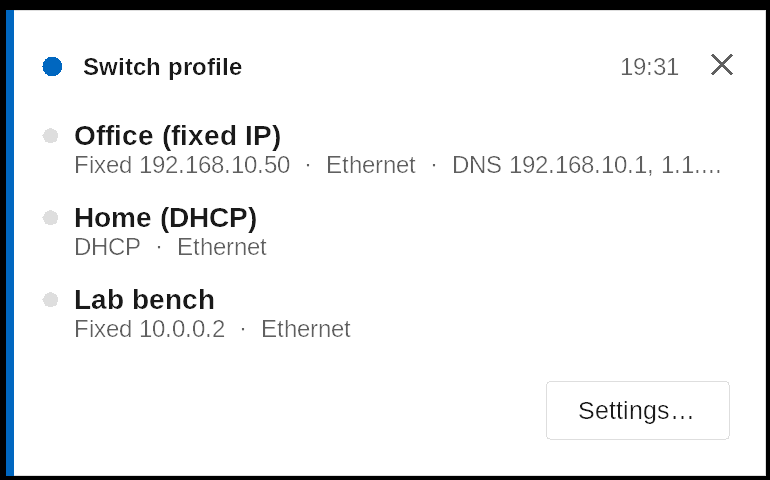 Switch profile 19:31
Office (fixed IP)
Fixed 192.168.10.50 · Ethernet · DNS 192.168.10.1, 1.1....
Home (DHCP)
DHCP · Ethernet
Lab bench
Fixed 10.0.0.2 · Ethernet
Settings...